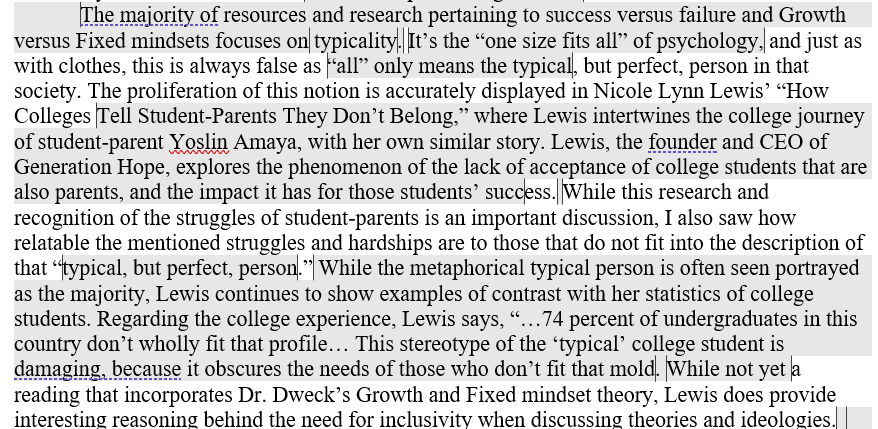 The majority of resources and research pertaining to success versus failure and Growth
versus Fixed mindsets focuses on typicality. It’s the “one size fits all” of psychology, and just as
with clothes, this is always false as “all” only means the typical, but perfect, person in that
society. The proliferation of this notion is accurately displayed in Nicole Lynn Lewis’ “How
Colleges Tell Student-Parents They Don’t Belong,” where Lewis intertwines the college journey
of student-parent Yoslin Amaya, with her own similar story. Lewis, the founder and CEO of
Generation Hope, explores the phenomenon of the lack of acceptance of college students that are
also parents, and the impact it has for those students’ success. While this research and
recognition of the struggles of student-parents is an important discussion, I also saw how
relatable the mentioned struggles and hardships are to those that do not fit into the description of
that “typical, but perfect, person.” While the metaphorical typical person is often seen portrayed
as the majority, Lewis continues to show examples of contrast with her statistics of college
students. Regarding the college experience, Lewis says, “…74 percent of undergraduates in this
country don’t wholly fit that profile… This stereotype of the ‘typical’ college student is
damaging, because it obscures the needs of those who don’t fit that mold. While not yet a
reading that incorporates Dr. Dweck’s Growth and Fixed mindset theory, Lewis does provide
interesting reasoning behind the need for inclusivity when discussing theories and ideologies.